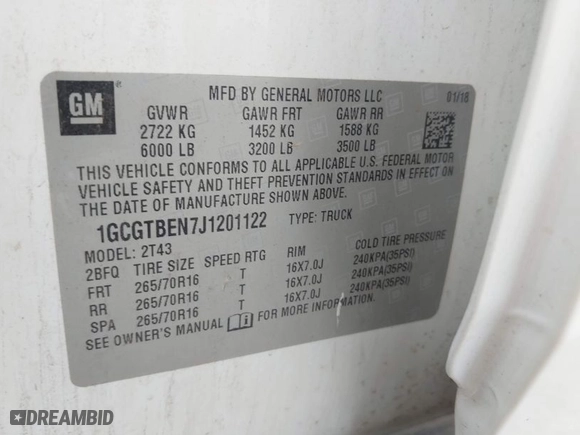 GM
MFD BY GENERAL MOTORS LLC
01/18
GVWR GAWR FRT GAWR RR
2722 KG 1452 KG 1588 KG
6000 LB 3200 LB 3500 LB
THIS VEHICLE CONFORMS TO ALL APPLICABLE U.S. FEDERAL MOTOR
VEHICLE SAFETY AND THEFT PREVENTION STANDARDS IN EFFECT ON
THE DATE OF MANUFACTURE SHOWN ABOVE.
1GCGTBEN7J1201122 TYPE: TRUCK
MODEL: 2T43
2BFQ TIRE SIZE SPEED RTG RIM COLD TIRE PRESSURE
FRT 265/70R16 T 16X7.0J 240KPA(35PSI)
RR 265/70R16 T 16X7.0J 240KPA(35PSI)
SPA 265/70R16 T 16X7.0J 240KPA(35PSI)
SEE OWNER'S MANUAL FOR MORE INFORMATION.
DREAMBID